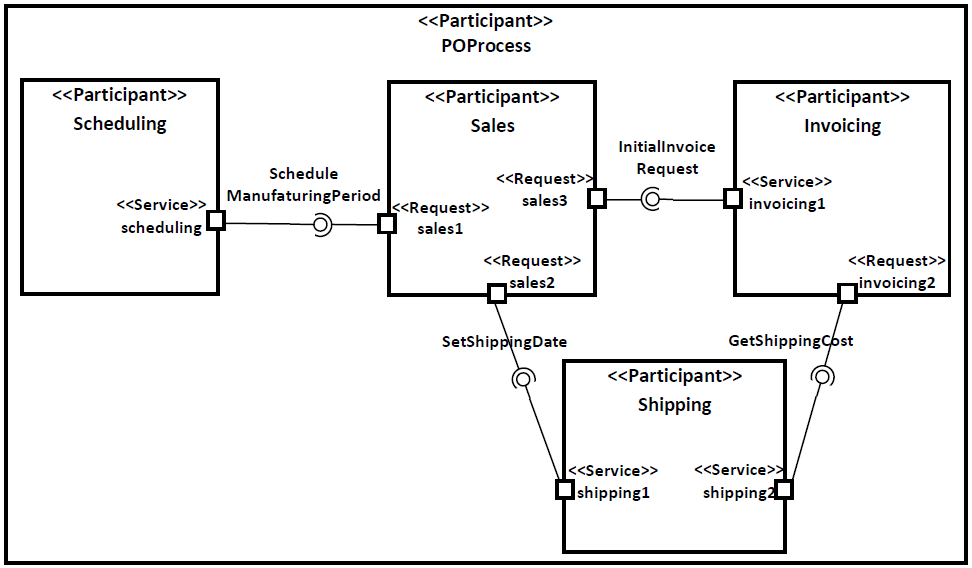 <<Participant>>
POProcess
<<Participant>>
Scheduling
<<Service>>
scheduling
Schedule
ManufaturingPeriod
<<Participant>>
Sales
<<Request>>
sales1
<<Request>>
sales3
<<Request>>
sales2
InitialInvoice
Request
<<Participant>>
Invoicing
<<Service>>
invoicing1
<<Request>>
invoicing2
SetShippingDate
GetShippingCost
<<Participant>>
Shipping
<<Service>>
shipping1
<<Service>>
shipping2